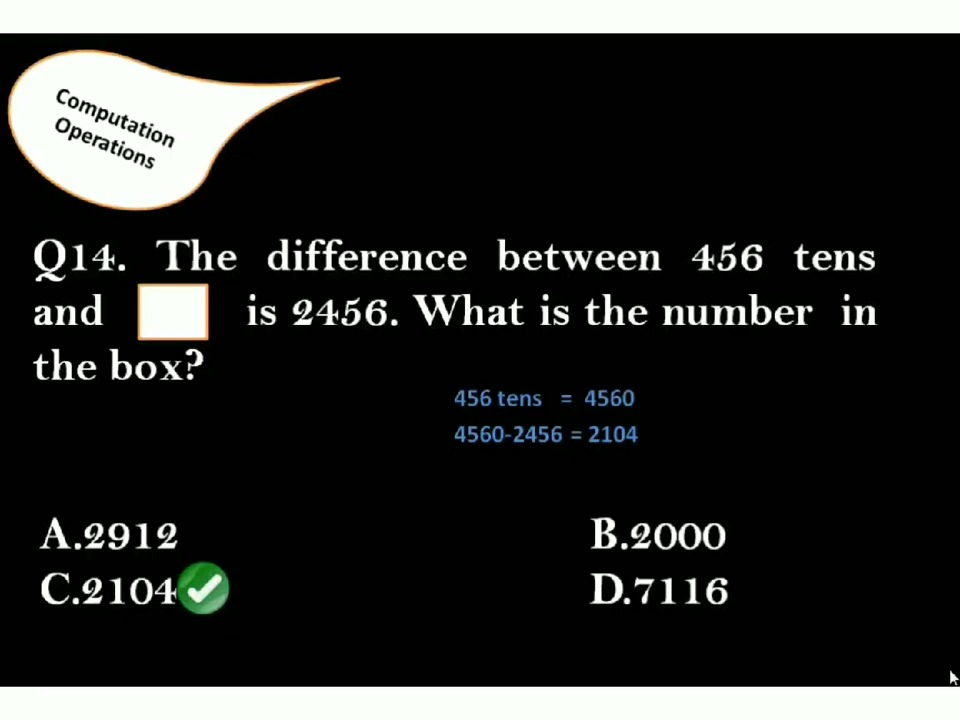 Computation
Operations
Q14. The difference between 456 tens
and is 2456. What is the number in
the box?
456 tens = 4560
4560-2456 = 2104
A.2912
B.2000
C.2104
D.7116